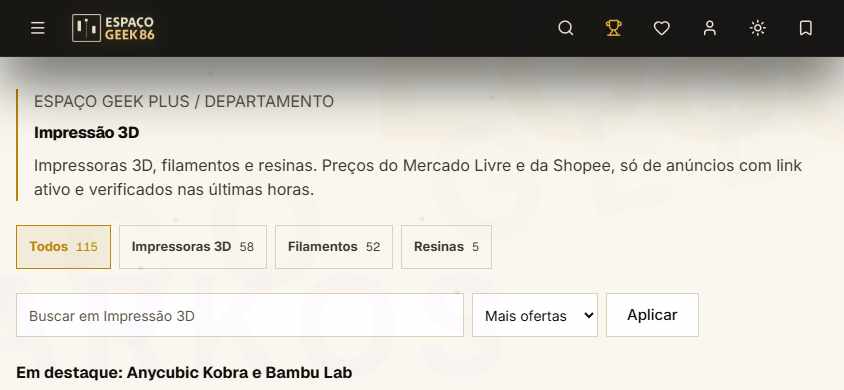 ESPAÇO
GEEK 86
ESPAÇO GEEK PLUS / DEPARTAMENTO
Impressão 3D
Impressoras 3D, filamentos e resinas. Preços do Mercado Livre e da Shopee, só de anúncios com link
ativo e verificados nas últimas horas.
Todos 115
Impressoras 3D 58
Filamentos 52
Resinas 5
Buscar em Impressão 3D
Mais ofertas
Aplicar
Em destaque: Anycubic Kobra e Bambu Lab